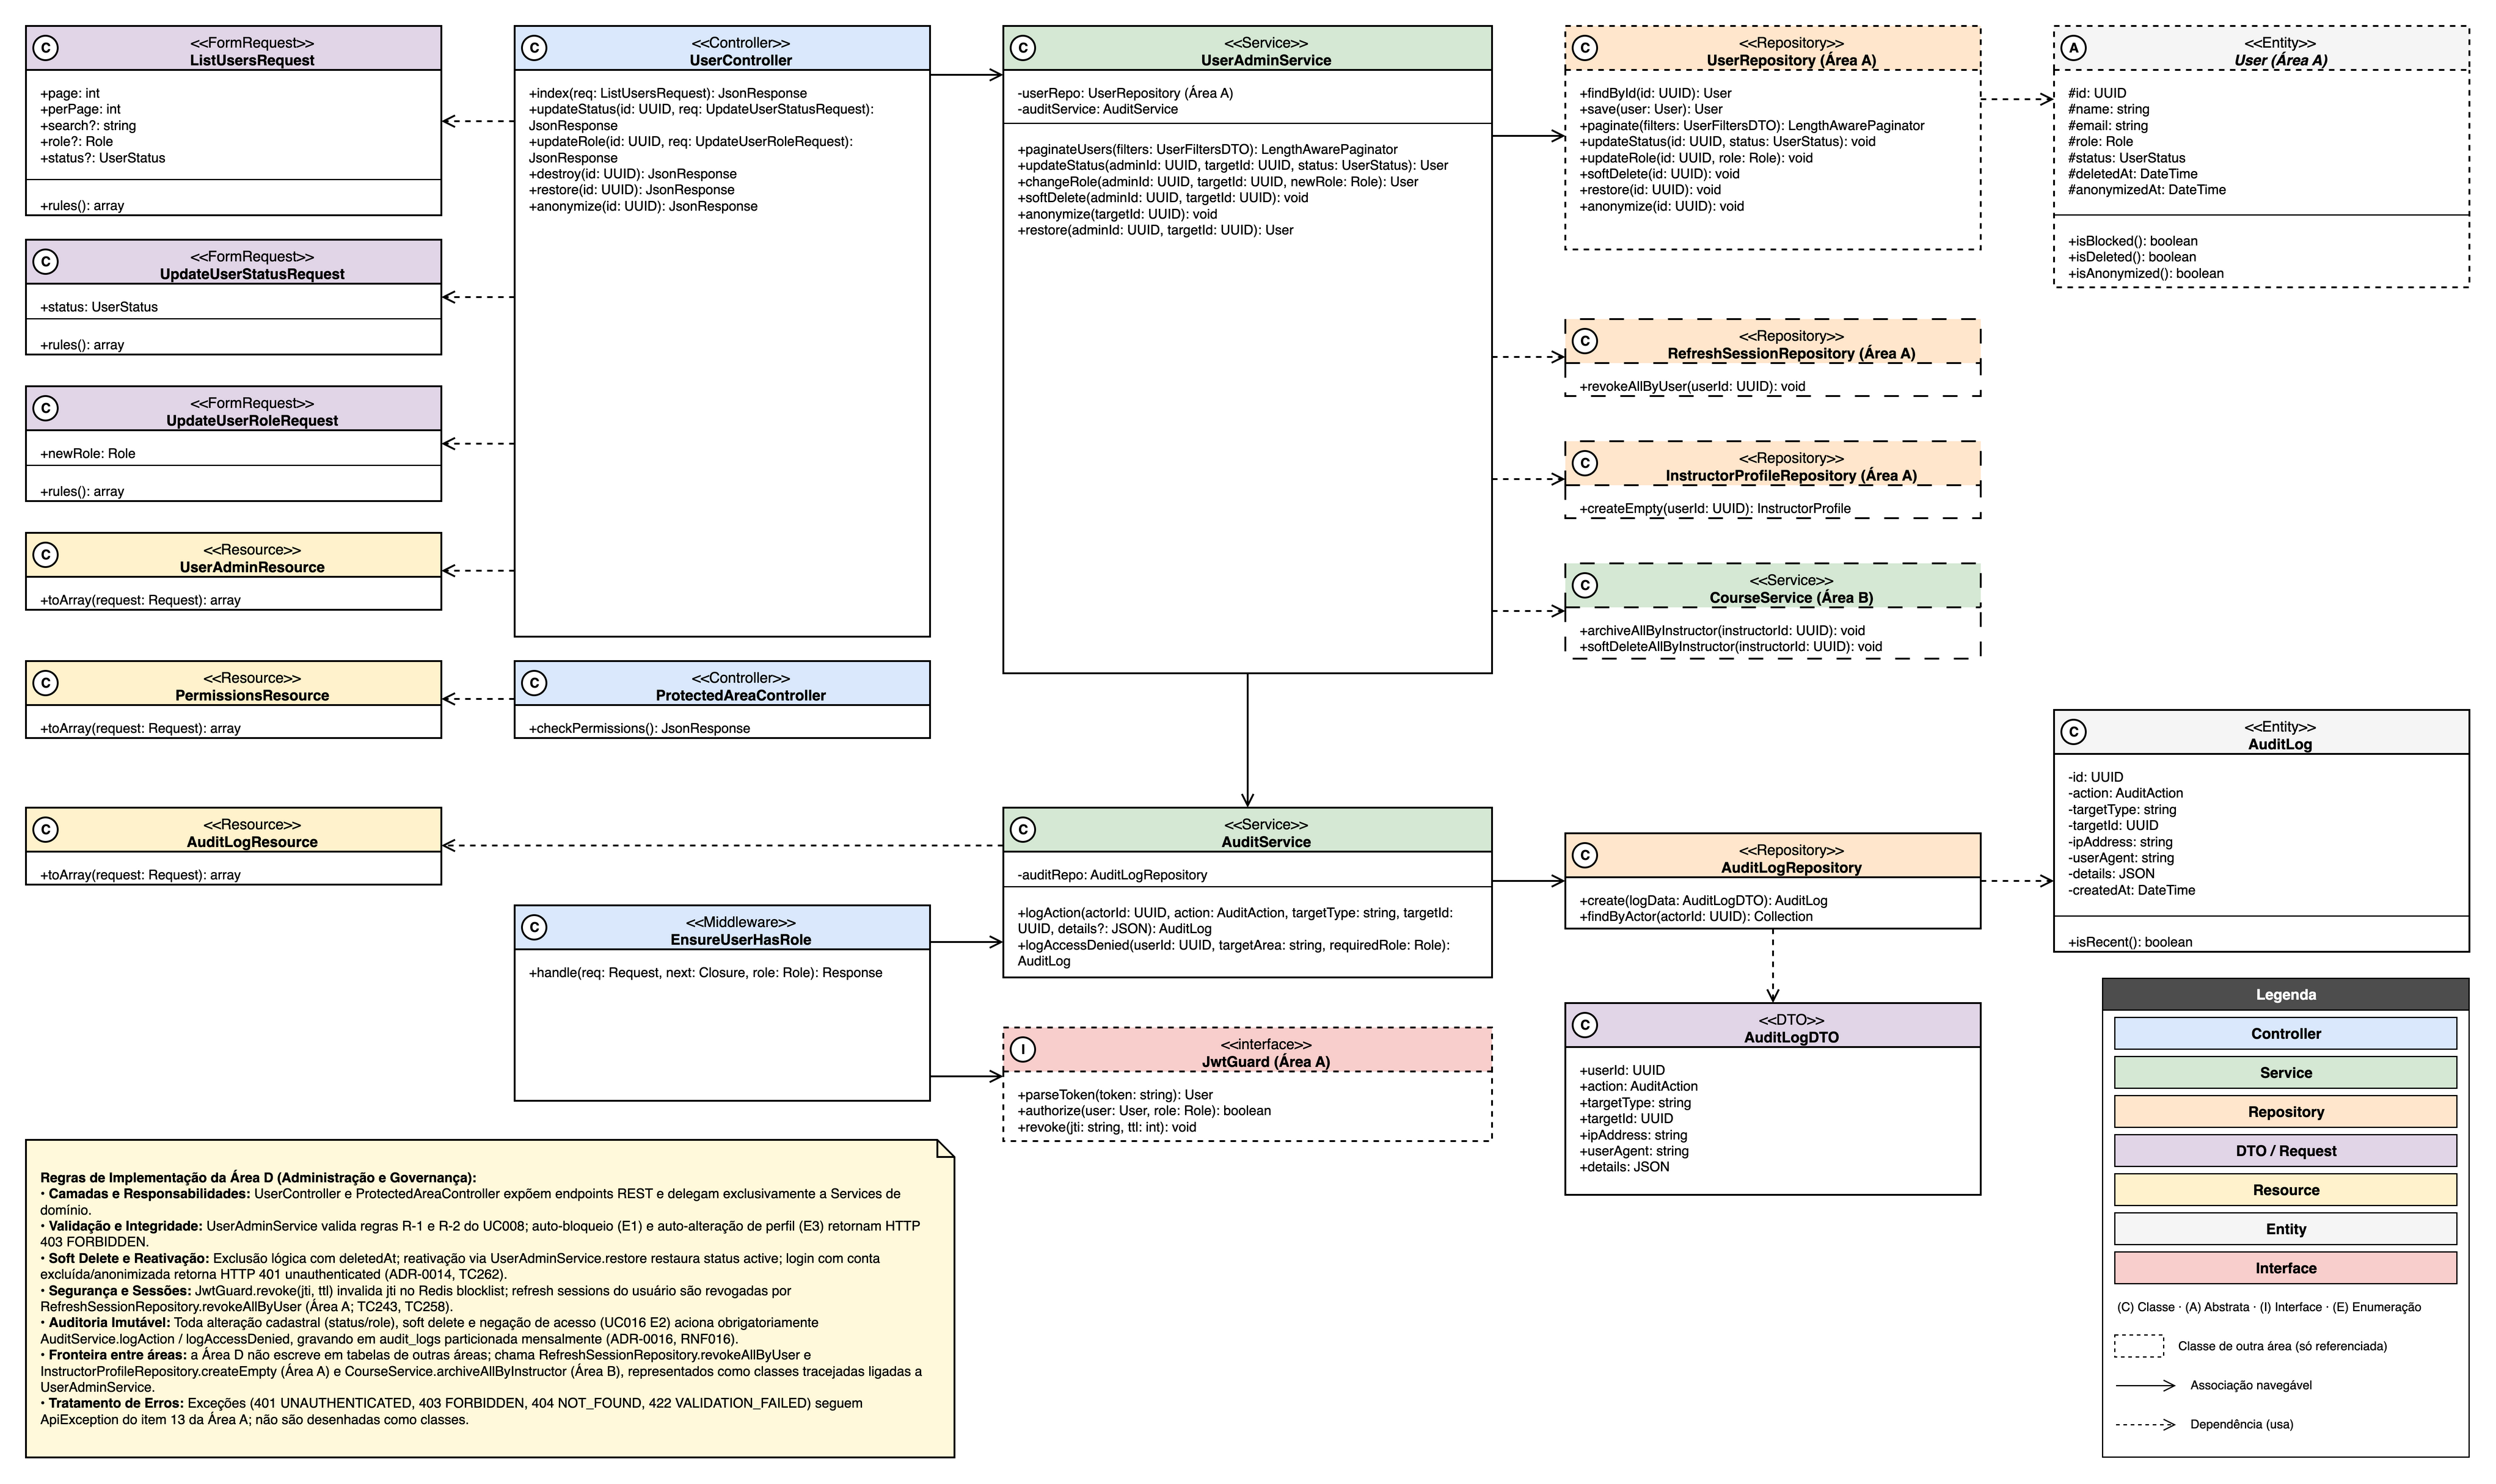 C
<<FormRequest>>
ListUsersRequest
+page: int
+perPage: int
+search?: string
+role?: Role
+status?: UserStatus
+rules(): array
C
<<FormRequest>>
UpdateUserStatusRequest
+status: UserStatus
+rules(): array
C
<<FormRequest>>
UpdateUserRoleRequest
+newRole: Role
+rules(): array
C
<<Resource>>
UserAdminResource
+toArray(request: Request): array
C
<<Resource>>
PermissionsResource
+toArray(request: Request): array
C
<<Resource>>
AuditLogResource
+toArray(request: Request): array
C
<<Controller>>
UserController
+index(req: ListUsersRequest): JsonResponse
+updateStatus(id: UUID, req: UpdateUserStatusRequest):
JsonResponse
+updateRole(id: UUID, req: UpdateUserRoleRequest):
JsonResponse
+destroy(id: UUID): JsonResponse
+restore(id: UUID): JsonResponse
+anonymize(id: UUID): JsonResponse
C
<<Controller>>
ProtectedAreaController
+checkPermissions(): JsonResponse
C
<<Middleware>>
EnsureUserHasRole
+handle(req: Request, next: Closure, role: Role): Response
C
<<Service>>
UserAdminService
-userRepo: UserRepository (Área A)
-auditService: AuditService
+paginateUsers(filters: UserFiltersDTO): LengthAwarePaginator
+updateStatus(adminId: UUID, targetId: UUID, status: UserStatus): User
+changeRole(adminId: UUID, targetId: UUID, newRole: Role): User
+softDelete(adminId: UUID, targetId: UUID): void
+anonymize(targetId: UUID): void
+restore(adminId: UUID, targetId: UUID): User
C
<<Service>>
AuditService
-auditRepo: AuditLogRepository
+logAction(actorId: UUID, action: AuditAction, targetType: string, targetId:
UUID, details?: JSON): AuditLog
+logAccessDenied(userId: UUID, targetArea: string, requiredRole: Role):
AuditLog
I
<<interface>>
JwtGuard (Área A)
+parseToken(token: string): User
+authorize(user: User, role: Role): boolean
+revoke(jti: string, ttl: int): void
C
<<Repository>>
UserRepository (Área A)
+findById(id: UUID): User
+save(user: User): User
+paginate(filters: UserFiltersDTO): LengthAwarePaginator
+updateStatus(id: UUID, status: UserStatus): void
+updateRole(id: UUID, role: Role): void
+softDelete(id: UUID): void
+restore(id: UUID): void
+anonymize(id: UUID): void
C
<<Repository>>
RefreshSessionRepository (Área A)
+revokeAllByUser(userId: UUID): void
C
<<Repository>>
InstructorProfileRepository (Área A)
+createEmpty(userId: UUID): InstructorProfile
C
<<Service>>
CourseService (Área B)
+archiveAllByInstructor(instructorId: UUID): void
+softDeleteAllByInstructor(instructorId: UUID): void
C
<<Repository>>
AuditLogRepository
+create(logData: AuditLogDTO): AuditLog
+findByActor(actorId: UUID): Collection
C
<<DTO>>
AuditLogDTO
+userId: UUID
+action: AuditAction
+targetType: string
+targetId: UUID
+ipAddress: string
+userAgent: string
+details: JSON
A
<<Entity>>
User (Área A)
#id: UUID
#name: string
#email: string
#role: Role
#status: UserStatus
#deletedAt: DateTime
#anonymizedAt: DateTime
+isBlocked(): boolean
+isDeleted(): boolean
+isAnonymized(): boolean
C
<<Entity>>
AuditLog
-id: UUID
-action: AuditAction
-targetType: string
-targetId: UUID
-ipAddress: string
-userAgent: string
-details: JSON
-createdAt: DateTime
+isRecent(): boolean
Legenda
Controller
Service
Repository
DTO / Request
Resource
Entity
Interface
(C) Classe · (A) Abstrata · (I) Interface · (E) Enumeração
Classe de outra área (só referenciada)
Associação navegável
Dependência (usa)
Regras de Implementação da Área D (Administração e Governança):
• Camadas e Responsabilidades: UserController e ProtectedAreaController expõem endpoints REST e delegam exclusivamente a Services de
domínio.
• Validação e Integridade: UserAdminService valida regras R-1 e R-2 do UC008; auto-bloqueio (E1) e auto-alteração de perfil (E3) retornam HTTP
403 FORBIDDEN.
• Soft Delete e Reativação: Exclusão lógica com deletedAt; reativação via UserAdminService.restore restaura status active; login com conta
excluída/anonimizada retorna HTTP 401 unauthenticated (ADR-0014, TC262).
• Segurança e Sessões: JwtGuard.revoke(jti, ttl) invalida jti no Redis blocklist; refresh sessions do usuário são revogadas por
RefreshSessionRepository.revokeAllByUser (Área A; TC243, TC258).
• Auditoria Imutável: Toda alteração cadastral (status/role), soft delete e negação de acesso (UC016 E2) aciona obrigatoriamente
AuditService.logAction / logAccessDenied, gravando em audit_logs particionada mensalmente (ADR-0016, RNF016).
• Fronteira entre áreas: a Área D não escreve em tabelas de outras áreas; chama RefreshSessionRepository.revokeAllByUser e
InstructorProfileRepository.createEmpty (Área A) e CourseService.archiveAllByInstructor (Área B), representados como classes tracejadas ligadas a
UserAdminService.
• Tratamento de Erros: Exceções (401 UNAUTHENTICATED, 403 FORBIDDEN, 404 NOT_FOUND, 422 VALIDATION_FAILED) seguem
ApiException do item 13 da Área A; não são desenhadas como classes.